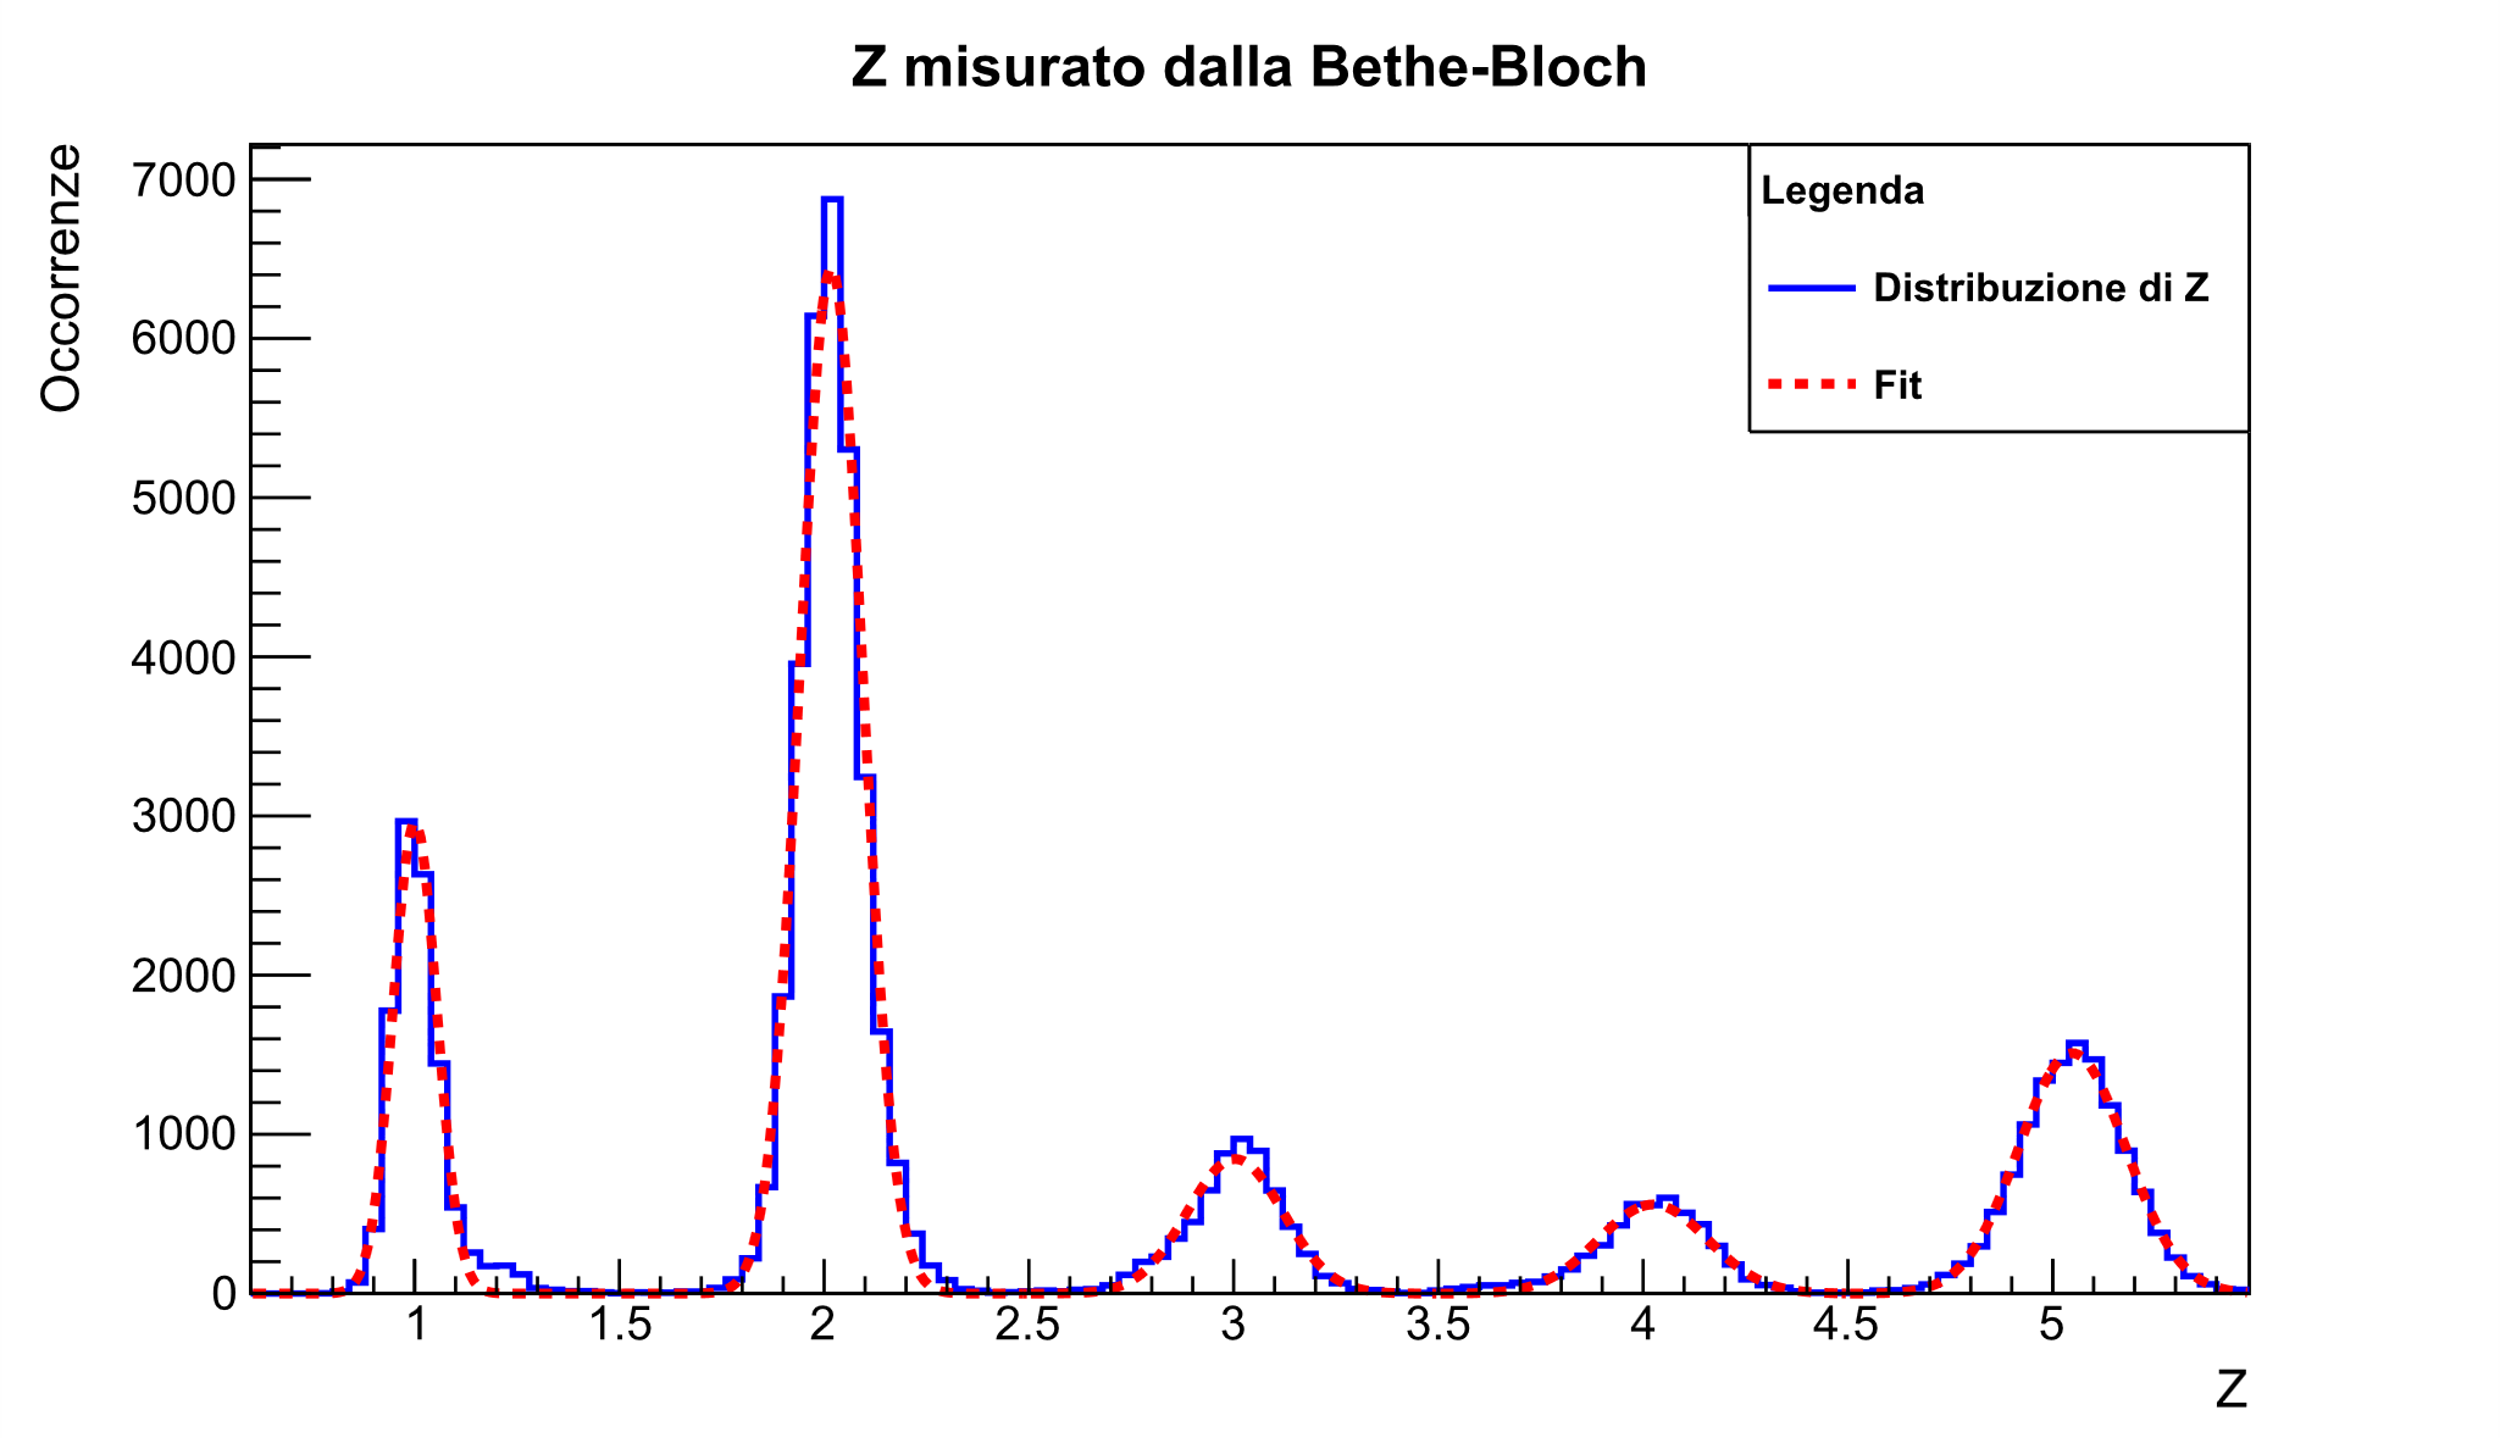 Z misurato dalla Bethe-Bloch
Occorrenze
7000
6000
5000
4000
3000
2000
1000
0
Legenda
Distribuzione di Z
Fit
1 1.5 2 2.5 3 3.5 4 4.5 5
Z